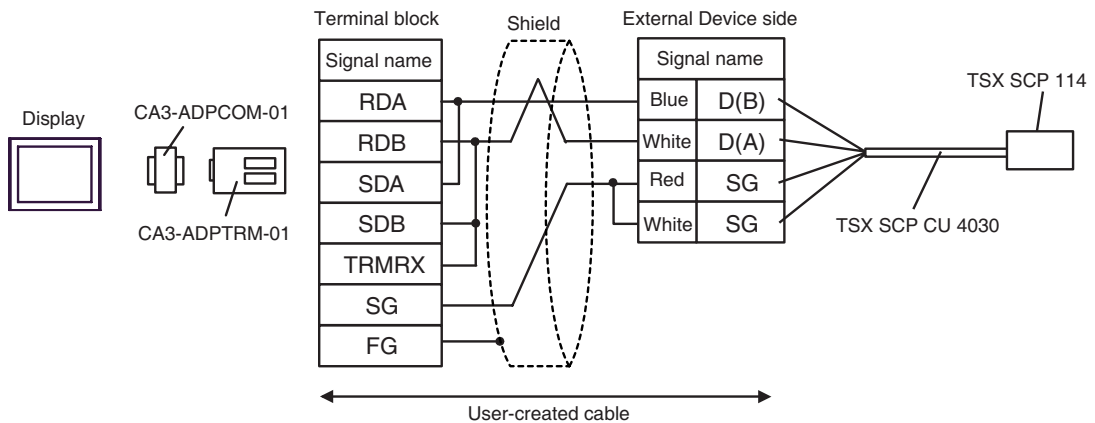 Terminal block
Shield
External Device side
Signal name
Signal name
TSX SCP 114
Display
CA3-ADPCOM-01
RDA
Blue
D(B)
RDB
White
D(A)
SDA
Red
SG
CA3-ADPTRM-01
SDB
White
SG
TSX SCP CU 4030
TRMRX
SG
FG
User-created cable